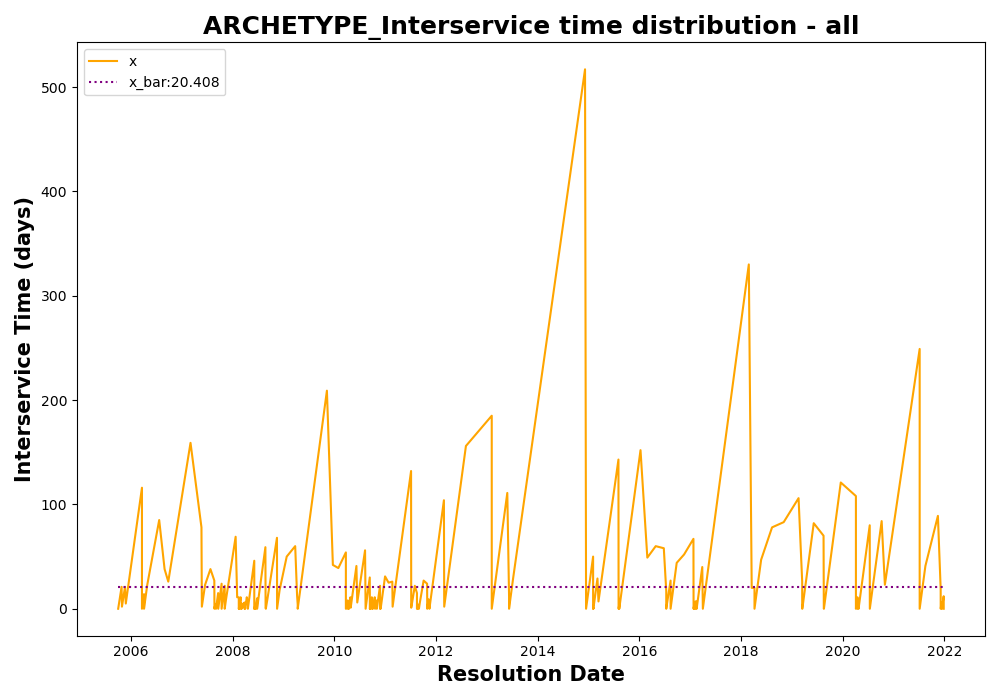 ARCHETYPE_Interservice time distribution - all
x
x_bar:20.408
Interservice Time (days)
500
400
300
200
100
0
2006 2008 2010 2012 2014 2016 2018 2020 2022
Resolution Date